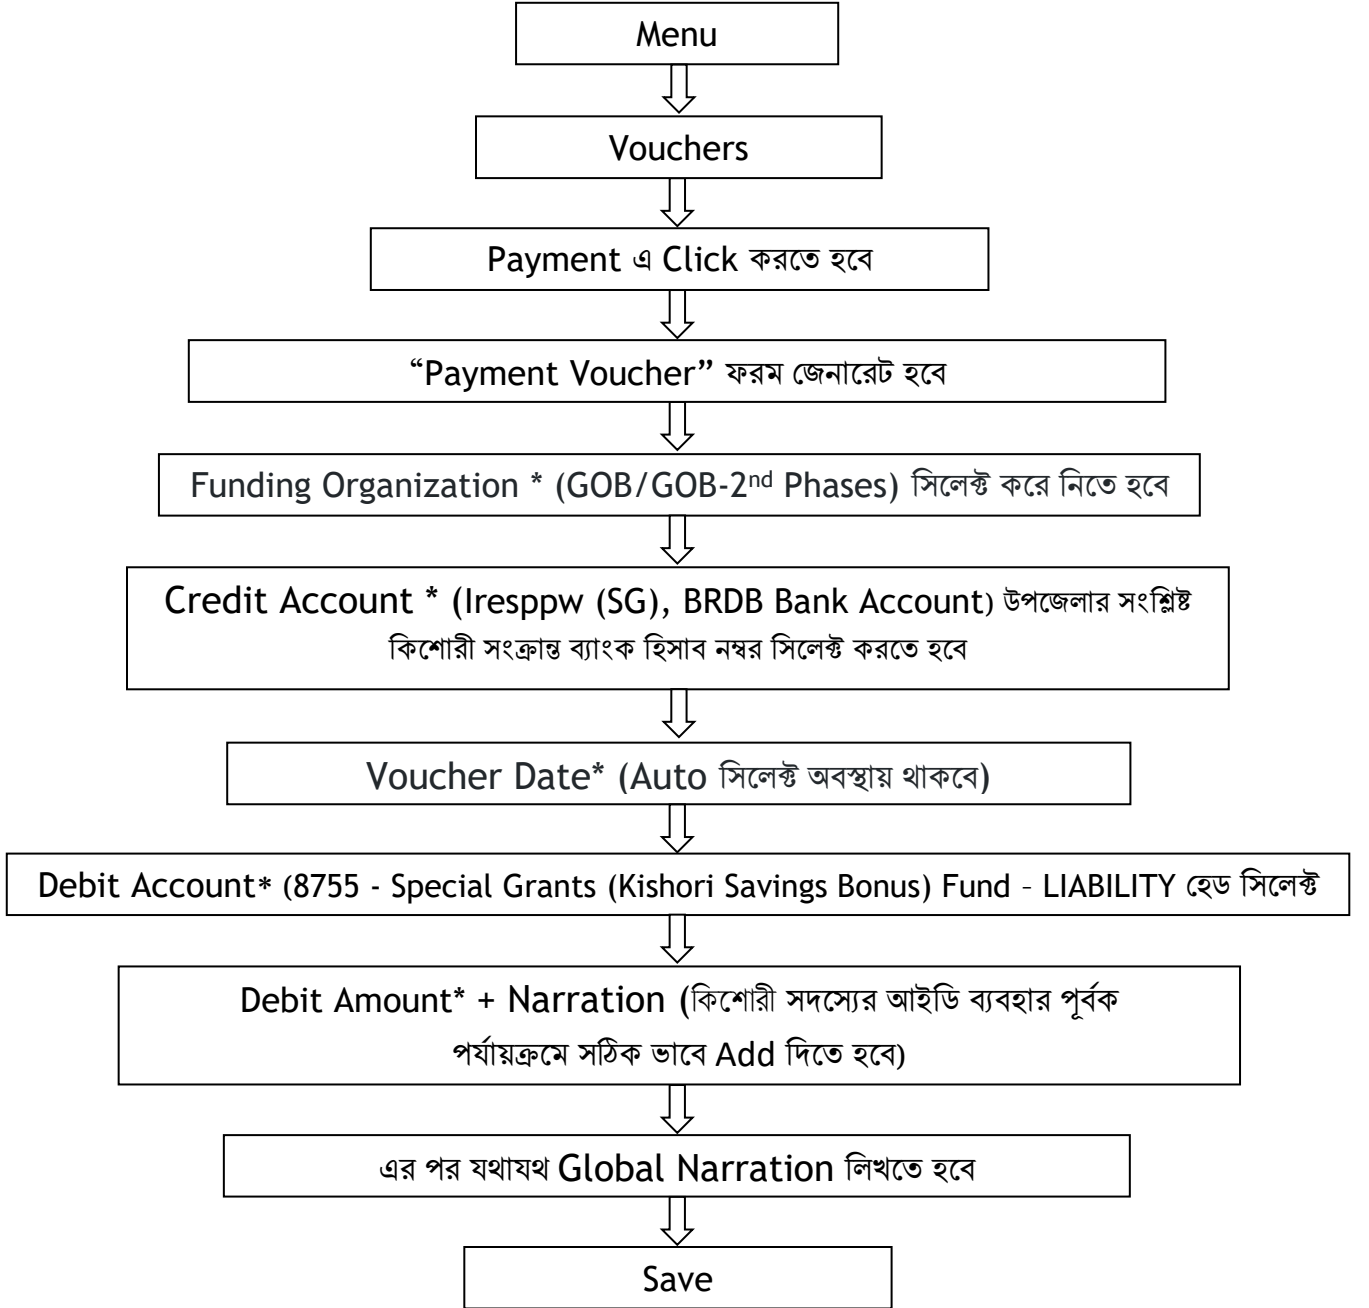 Menu
Vouchers
Payment এ Click করতে হবে
“Payment Voucher” ফরম জেনারেট হবে
Funding Organization * (GOB/GOB-2nd Phases) সিলেক্ট করে নিতে হবে
Credit Account * (Iresppw (SG), BRDB Bank Account) উপজেলার সংশ্লিষ্ট
কিশোরী সংক্রান্ত ব্যাংক হিসাব নম্বর সিলেক্ট করতে হবে
Voucher Date* (Auto সিলেক্ট অবস্থায় থাকবে)
Debit Account* (8755 - Special Grants (Kishori Savings Bonus) Fund – LIABILITY হেড সিলেক্ট
Debit Amount* + Narration (কিশোরী সদস্যের আইডি ব্যবহার পূর্বক
পর্যায়ক্রমে সঠিক ভাবে Add দিতে হবে)
এর পর যথাযথ Global Narration লিখতে হবে
Save